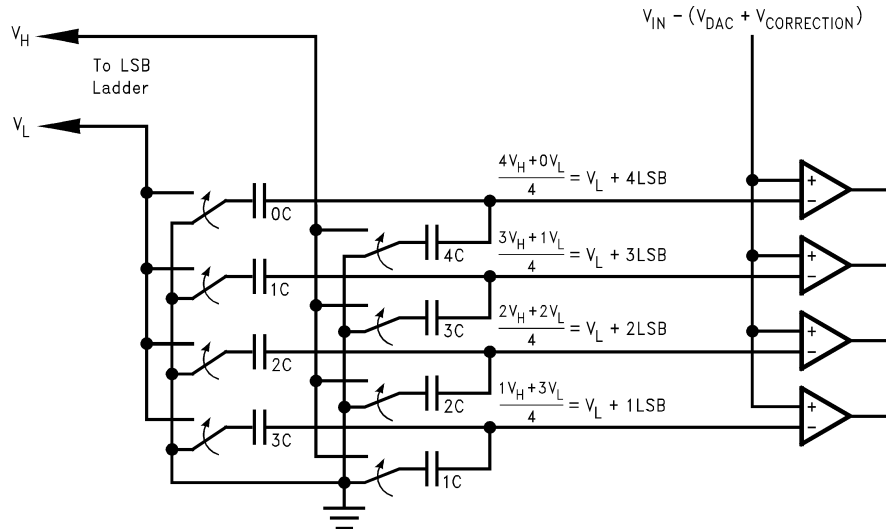 V_IN − (V_DAC + V_CORRECTION)
V_H
To LSB
Ladder
V_L
(4V_H + 0V_L)/4 = V_L + 4LSB
+
−
0C
4C
(3V_H + 1V_L)/4 = V_L + 3LSB
+
−
1C
3C
(2V_H + 2V_L)/4 = V_L + 2LSB
+
−
2C
2C
(1V_H + 3V_L)/4 = V_L + 1LSB
+
−
3C
1C